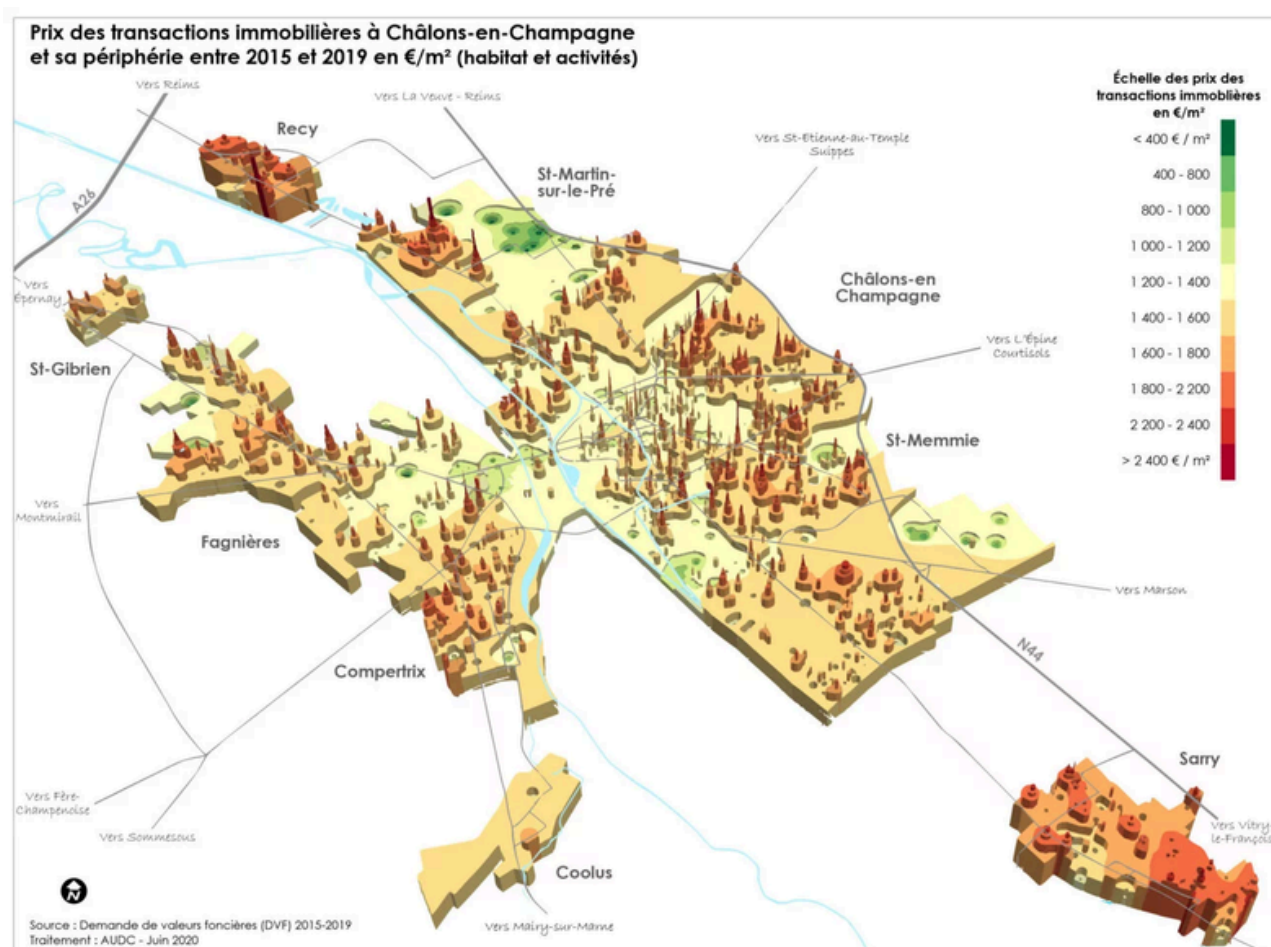 Prix des transactions immobilières à Châlons-en-Champagne
et sa périphérie entre 2015 et 2019 en €/m² (habitat et activités)
Vers Reims
Vers La Veuve - Reims
Échelle des prix des
transactions immoblières
en €/m²
< 400 € / m²
400 - 800
800 - 1 000
1 000 - 1 200
1 200 - 1 400
1 400 - 1 600
1 600 - 1 800
1 800 - 2 200
2 200 - 2 400
> 2 400 € / m²
Recy
Vers St-Etienne-au-Temple
Suippes
St-Martin-
sur-le-Pré
A26
Vers
Épernay
Châlons-en
Champagne
Vers L'Épine
Courtisols
St-Gibrien
St-Memmie
Vers
Montmirail
Fagnières
Vers Marson
N44
Compertrix
Sarry
Vers Fère-
Champenoise
Vers Sommesous
Vers Vitry-
le-François
Coolus
Vers Mairy-sur-Marne
N
Source : Demande de valeurs foncières (DVF) 2015-2019
Traitement : AUDC - Juin 2020